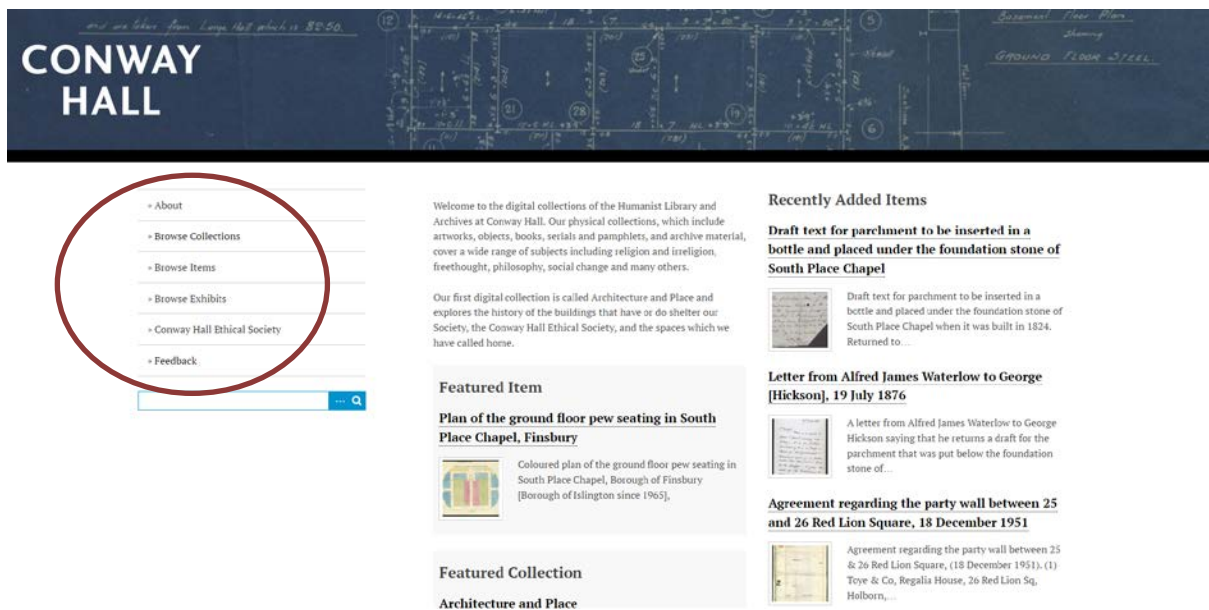 and are taken from Large Hall which is 82·50.
Basement Floor Plan
Showing
GROUND FLOOR STEEL.
CONWAY
HALL
» About
» Browse Collections
» Browse Items
» Browse Exhibits
» Conway Hall Ethical Society
» Feedback
...
Welcome to the digital collections of the Humanist Library and
Archives at Conway Hall. Our physical collections, which include
artworks, objects, books, serials and pamphlets, and archive material,
cover a wide range of subjects including religion and irreligion,
freethought, philosophy, social change and many others.
Our first digital collection is called Architecture and Place and
explores the history of the buildings that have or do shelter our
Society, the Conway Hall Ethical Society, and the spaces which we
have called home.
Featured Item
Plan of the ground floor pew seating in South
Place Chapel, Finsbury
Coloured plan of the ground floor pew seating in
South Place Chapel, Borough of Finsbury
[Borough of Islington since 1965],
Featured Collection
Architecture and Place
Recently Added Items
Draft text for parchment to be inserted in a
bottle and placed under the foundation stone of
South Place Chapel
Draft text for parchment to be inserted in a
bottle and placed under the foundation stone of
South Place Chapel when it was built in 1824.
Returned to…
Letter from Alfred James Waterlow to George
[Hickson], 19 July 1876
A letter from Alfred James Waterlow to George
Hickson saying that he returns a draft for the
parchment that was put below the foundation
stone of…
Agreement regarding the party wall between 25
and 26 Red Lion Square, 18 December 1951
Agreement regarding the party wall between 25
& 26 Red Lion Square, (18 December 1951). (1)
Toye & Co, Regalia House, 26 Red Lion Sq,
Holborn,…